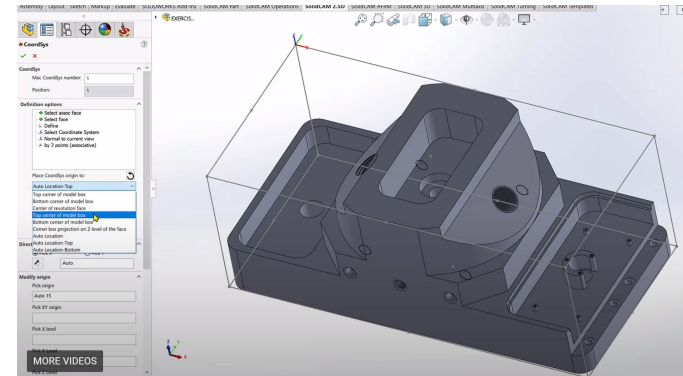 Assembly Layout Sketch Markup Evaluate SOLIDWORKS Add-Ins SolidCAM Part SolidCAM Operations SolidCAM 2.5D SolidCAM AFRM SolidCAM 3D SolidCAM Multiaxis SolidCAM Turning SolidCAM Templates
EXERCIS...
CoordSys
CoordSys
Mac CoordSys number: 1
Position: 1
Definition options
Select assoc face
Select face
Define
Select Coordinate System
Normal to current view
by 3 points (associative)
Place CoordSys origin to:
Auto Location-Top
Top corner of model box
Bottom corner of model box
Center of revolution face
Top center of model box
Bottom center of model box
Corner box projection on Z-level of the face
Auto Location
Auto Location-Top
Auto Location-Bottom
Direct
Auto
Modify origin
Pick origin
Auto 15
Pick XY origin
Pick X level
MORE VIDEOS
Z
Y
X